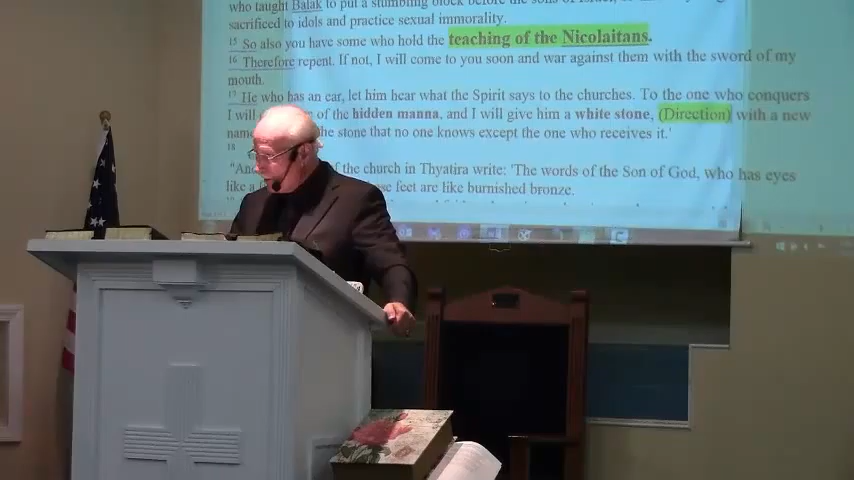 who taught Balak to put a stumbling block before the sons of
sacrificed to idols and practice sexual immorality.
15 So also you have some who hold the teaching of the Nicolaitans.
16 Therefore repent. If not, I will come to you soon and war against them with the sword of my
mouth.
17 He who has an ear, let him hear what the Spirit says to the churches. To the one who conquers
I will of the hidden manna, and I will give him a white stone, (Direction) with a new
name the stone that no one knows except the one who receives it.'
18
of the church in Thyatira write: 'The words of the Son of God, who has eyes
like a feet are like burnished bronze.